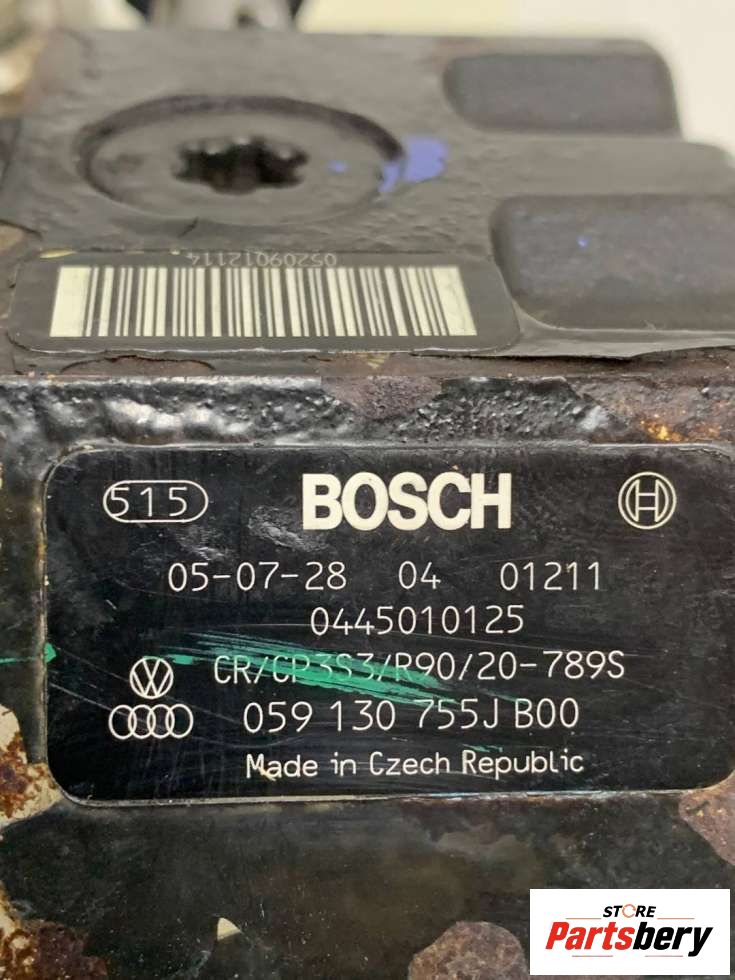 05209012114
515 BOSCH
05-07-28 04 01211
0445010125
CR/CP3S3/R90/20-789S
059 130 755J B00
Made in Czech Republic
STORE
Partsbery